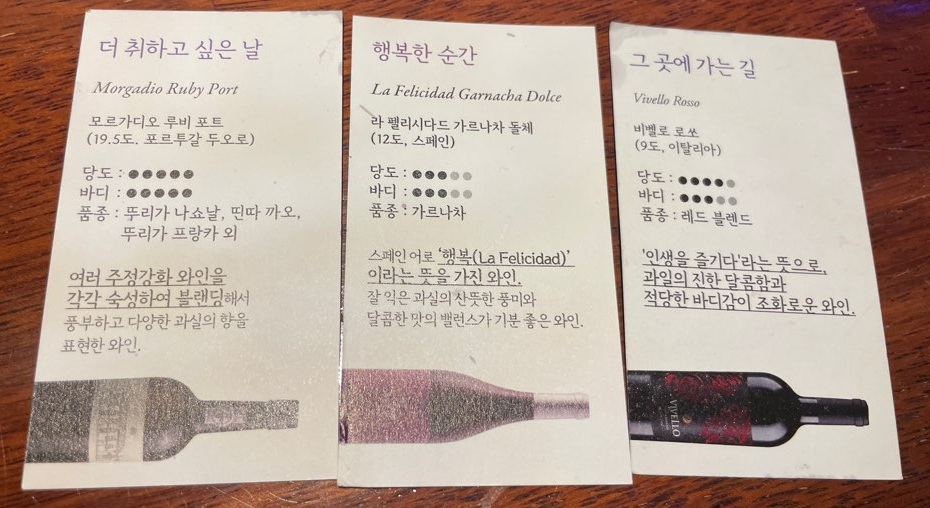 더 취하고 싶은 날
Morgadio Ruby Port
모르가디오 루비 포트
(19.5도. 포르투갈 두오로)
당도 : ●●●●●
바디 : ●●●●●
품종 : 뚜리가 나쇼날, 띤따 까오,
뚜리가 프랑카 외
여러 주정강화 와인을
각각 숙성하여 블랜딩해서
풍부하고 다양한 과실의 향을
표현한 와인.
행복한 순간
La Felicidad Garnacha Dolce
라 펠리시다드 가르나차 돌체
(12도, 스페인)
당도 : ●●●●●
바디 : ●●●●●
품종 : 가르나차
스페인어로 '행복(La Felicidad)'
이라는 뜻을 가진 와인.
잘 익은 과실의 산뜻한 풍미와
달콤한 맛의 밸런스가 기분 좋은 와인.
그 곳에 가는 길
Vivello Rosso
비벨로 로쏘
(9도, 이탈리아)
당도 : ●●●●●
바디 : ●●●●●
품종 : 레드 블렌드
'인생을 즐기다'라는 뜻으로,
과일의 진한 달콤함과
적당한 바디감이 조화로운 와인.
VIVELLO